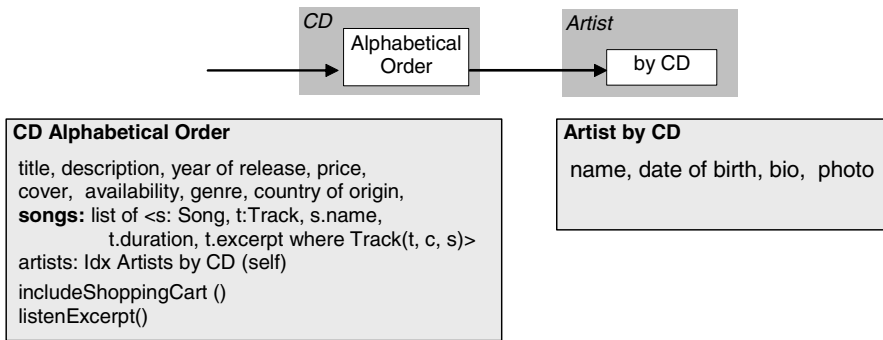 CD
Alphabetical
Order
Artist
by CD
CD Alphabetical Order
title, description, year of release, price,
cover, availability, genre, country of origin,
songs: list of <s: Song, t:Track, s.name,
t.duration, t.excerpt where Track(t, c, s)>
artists: Idx Artists by CD (self)
includeShoppingCart ()
listenExcerpt()
Artist by CD
name, date of birth, bio, photo